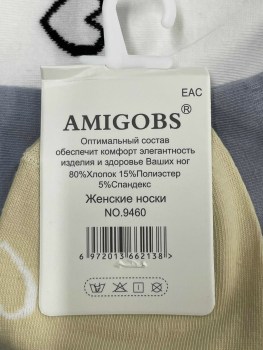 EAC
AMIGOBS®
Оптимальный состав
обеспечит комфорт элегантность
изделия и здоровье Ваших ног
80%Хлопок 15%Полиэстер
5%Спандекс
Женские носки
NO.9460
6 972013 662138 >